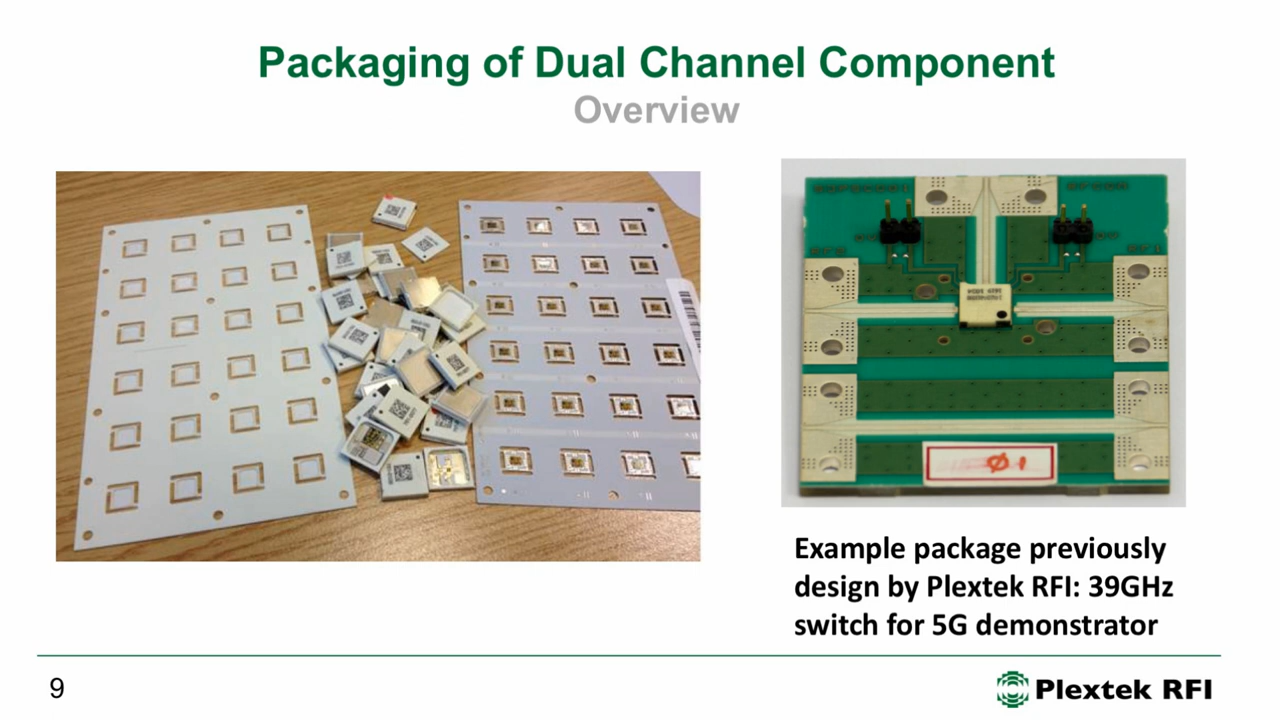 Packaging of Dual Channel Component
Overview
Example package previously
design by Plextek RFI: 39GHz
switch for 5G demonstrator
9
Plextek RFI